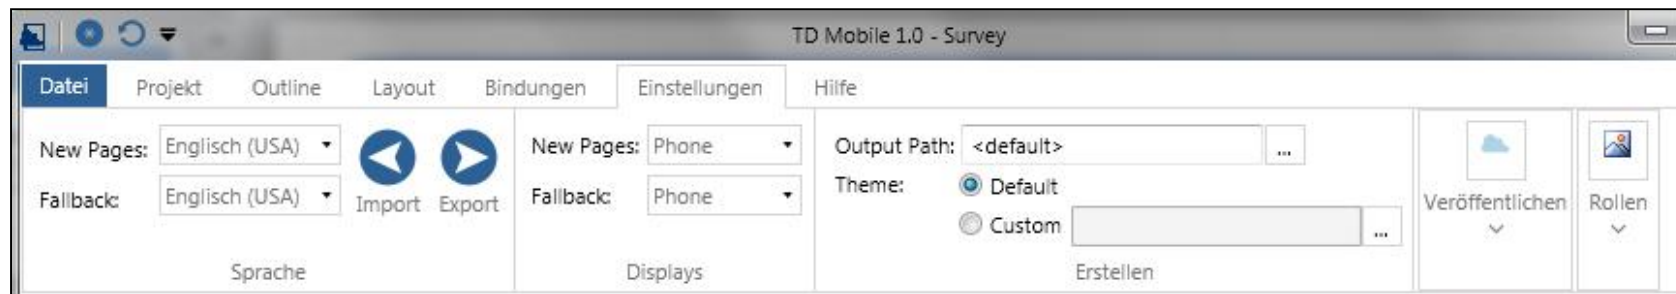 TD Mobile 1.0 - Survey
Datei Projekt Outline Layout Bindungen Einstellungen Hilfe
New Pages: Englisch (USA)
Fallback: Englisch (USA)
Import Export
Sprache
New Pages: Phone
Fallback: Phone
Displays
Output Path: <default> ...
Theme: Default
Custom ...
Erstellen
Veröffentlichen
Rollen